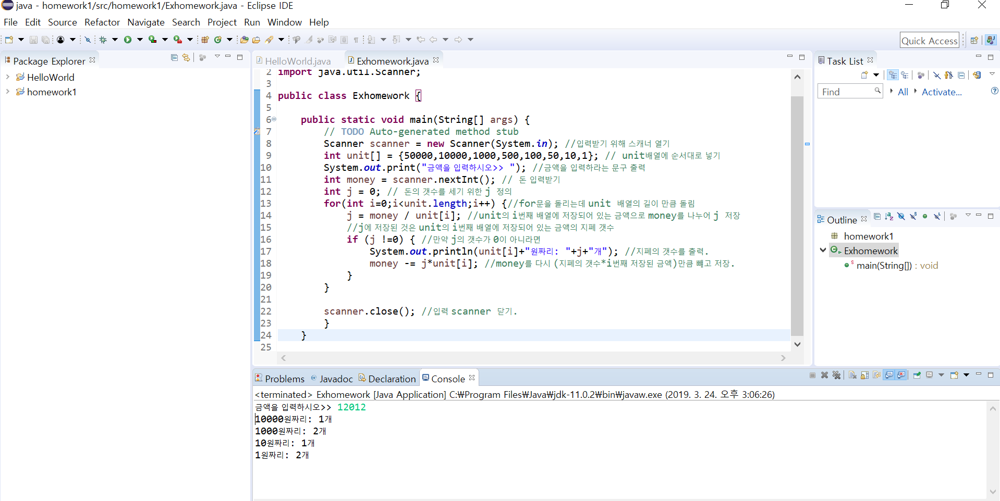 java - homework1/src/homework1/Exhomework.java - Eclipse IDE
File Edit Source Refactor Navigate Search Project Run Window Help
Quick Access
Package Explorer
HelloWorld
homework1
HelloWorld.java Exhomework.java
2 import java.util.Scanner;
3
4 public class Exhomework {
5
6 public static void main(String[] args) {
7 // TODO Auto-generated method stub
8 Scanner scanner = new Scanner(System.in); //입력받기 위해 스캐너 열기
9 int unit[] = {50000,10000,1000,500,100,50,10,1}; // unit배열에 순서대로 넣기
10 System.out.print("금액을 입력하시오>> "); //금액을 입력하라는 문구 출력
11 int money = scanner.nextInt(); // 돈 입력받기
12 int j = 0; // 돈의 갯수를 세기 위한 j 정의
13 for(int i=0;i<unit.length;i++) {//for문을 돌리는데 unit 배열의 길이 만큼 돌림
14 j = money / unit[i]; //unit의 i번째 배열에 저장되어 있는 금액으로 money를 나누어 j 저장
15 //j에 저장된 것은 unit의 i번째 배열에 저장되어 있는 금액의 지폐 갯수
16 if (j !=0) { //만약 j의 갯수가 0이 아니라면
17 System.out.println(unit[i]+"원짜리: "+j+"개"); //지폐의 갯수를 출력.
18 money -= j*unit[i]; //money를 다시 (지폐의 갯수*i번째 저장된 금액)만큼 빼고 저장.
19 }
20 }
21
22 scanner.close(); //입력 scanner 닫기.
23 }
24 }
25
Task List
Find All Activate...
Outline
homework1
Exhomework
main(String[]) : void
Problems Javadoc Declaration Console
<terminated> Exhomework [Java Application] C:₩Program Files₩Java₩jdk-11.0.2₩bin₩javaw.exe (2019. 3. 24. 오후 3:06:26)
금액을 입력하시오>> 12012
10000원짜리: 1개
1000원짜리: 2개
10원짜리: 1개
1원짜리: 2개